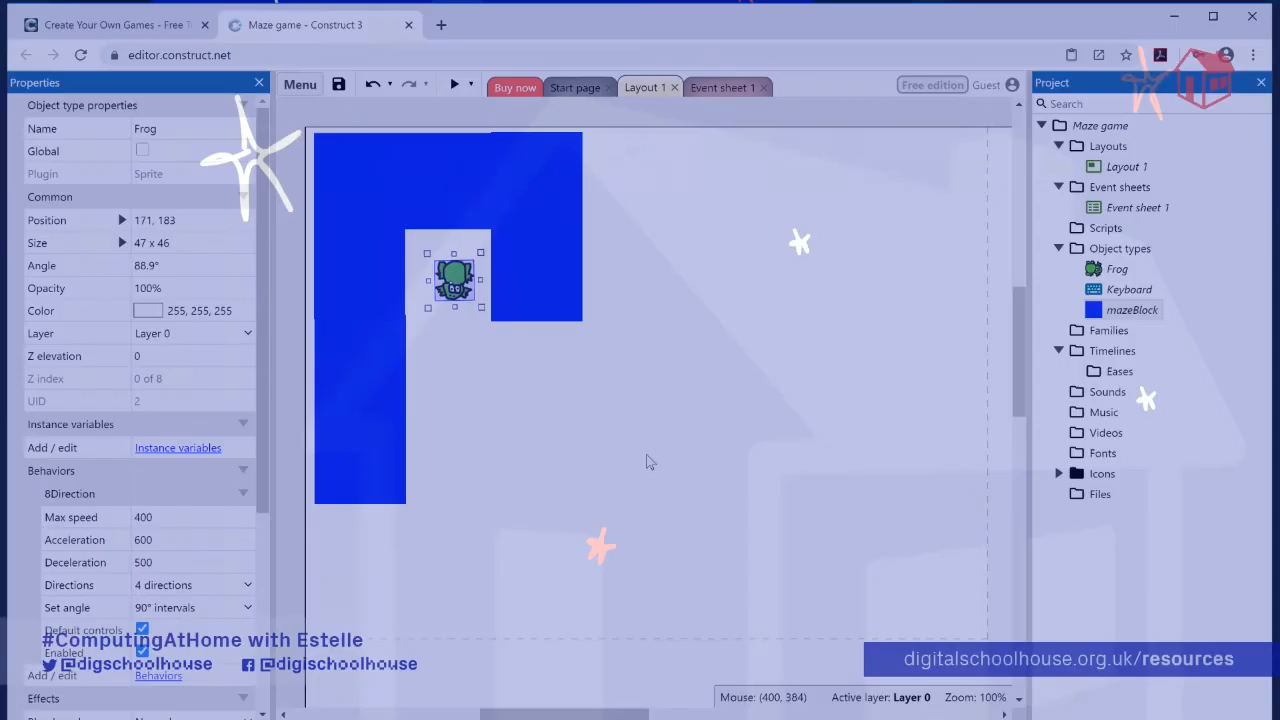 Create Your Own Games - Free T
Maze game - Construct 3
editor.construct.net
Properties
Menu
Buy now
Start page
Layout 1
Event sheet 1
Free edition
Guest
Project
Search
Object type properties
Name Frog
Global
Plugin Sprite
Common
Position 171, 183
Size 47 x 46
Angle 88.9°
Opacity 100%
Color 255, 255, 255
Layer Layer 0
Z elevation 0
Z index 0 of 8
UID 2
Instance variables
Add / edit Instance variables
Behaviors
8Direction
Max speed 400
Acceleration 600
Deceleration 500
Directions 4 directions
Set angle 90° intervals
Default controls
Enabled
Add / edit Behaviors
Effects
Maze game
Layouts
Layout 1
Event sheets
Event sheet 1
Scripts
Object types
Frog
Keyboard
mazeBlock
Families
Timelines
Eases
Sounds
Music
Videos
Fonts
Icons
Files
#ComputingAtHome with Estelle
@digschoolhouse @digischoolhouse
digitalschoolhouse.org.uk/resources
Mouse: (400, 384) Active layer: Layer 0 Zoom: 100%